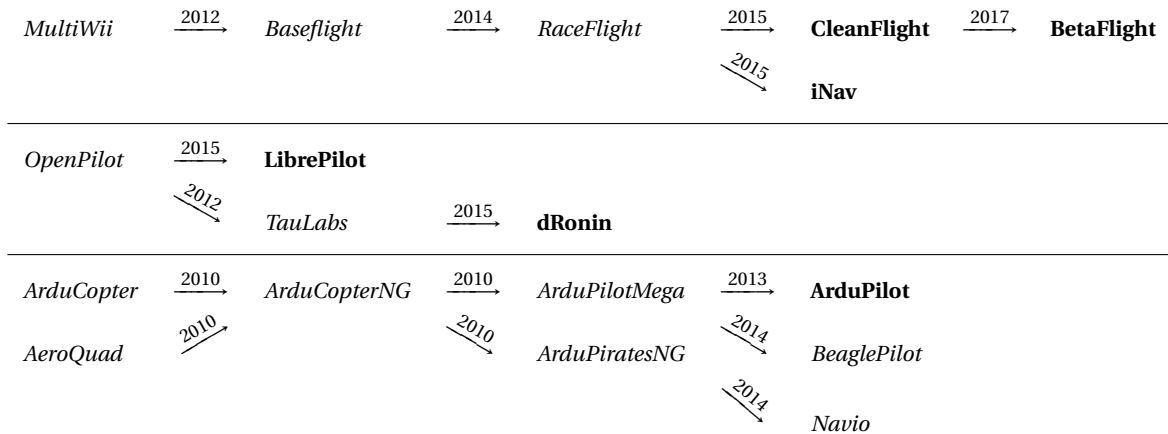 MultiWii 2012 Baseflight 2014 RaceFlight 2015 CleanFlight 2017 BetaFlight
2015 iNav
OpenPilot 2015 LibrePilot
2012 TauLabs 2015 dRonin
ArduCopter 2010 ArduCopterNG 2010 ArduPilotMega 2013 ArduPilot
AeroQuad 2010 2010 ArduPiratesNG 2014 BeaglePilot
2014 Navio